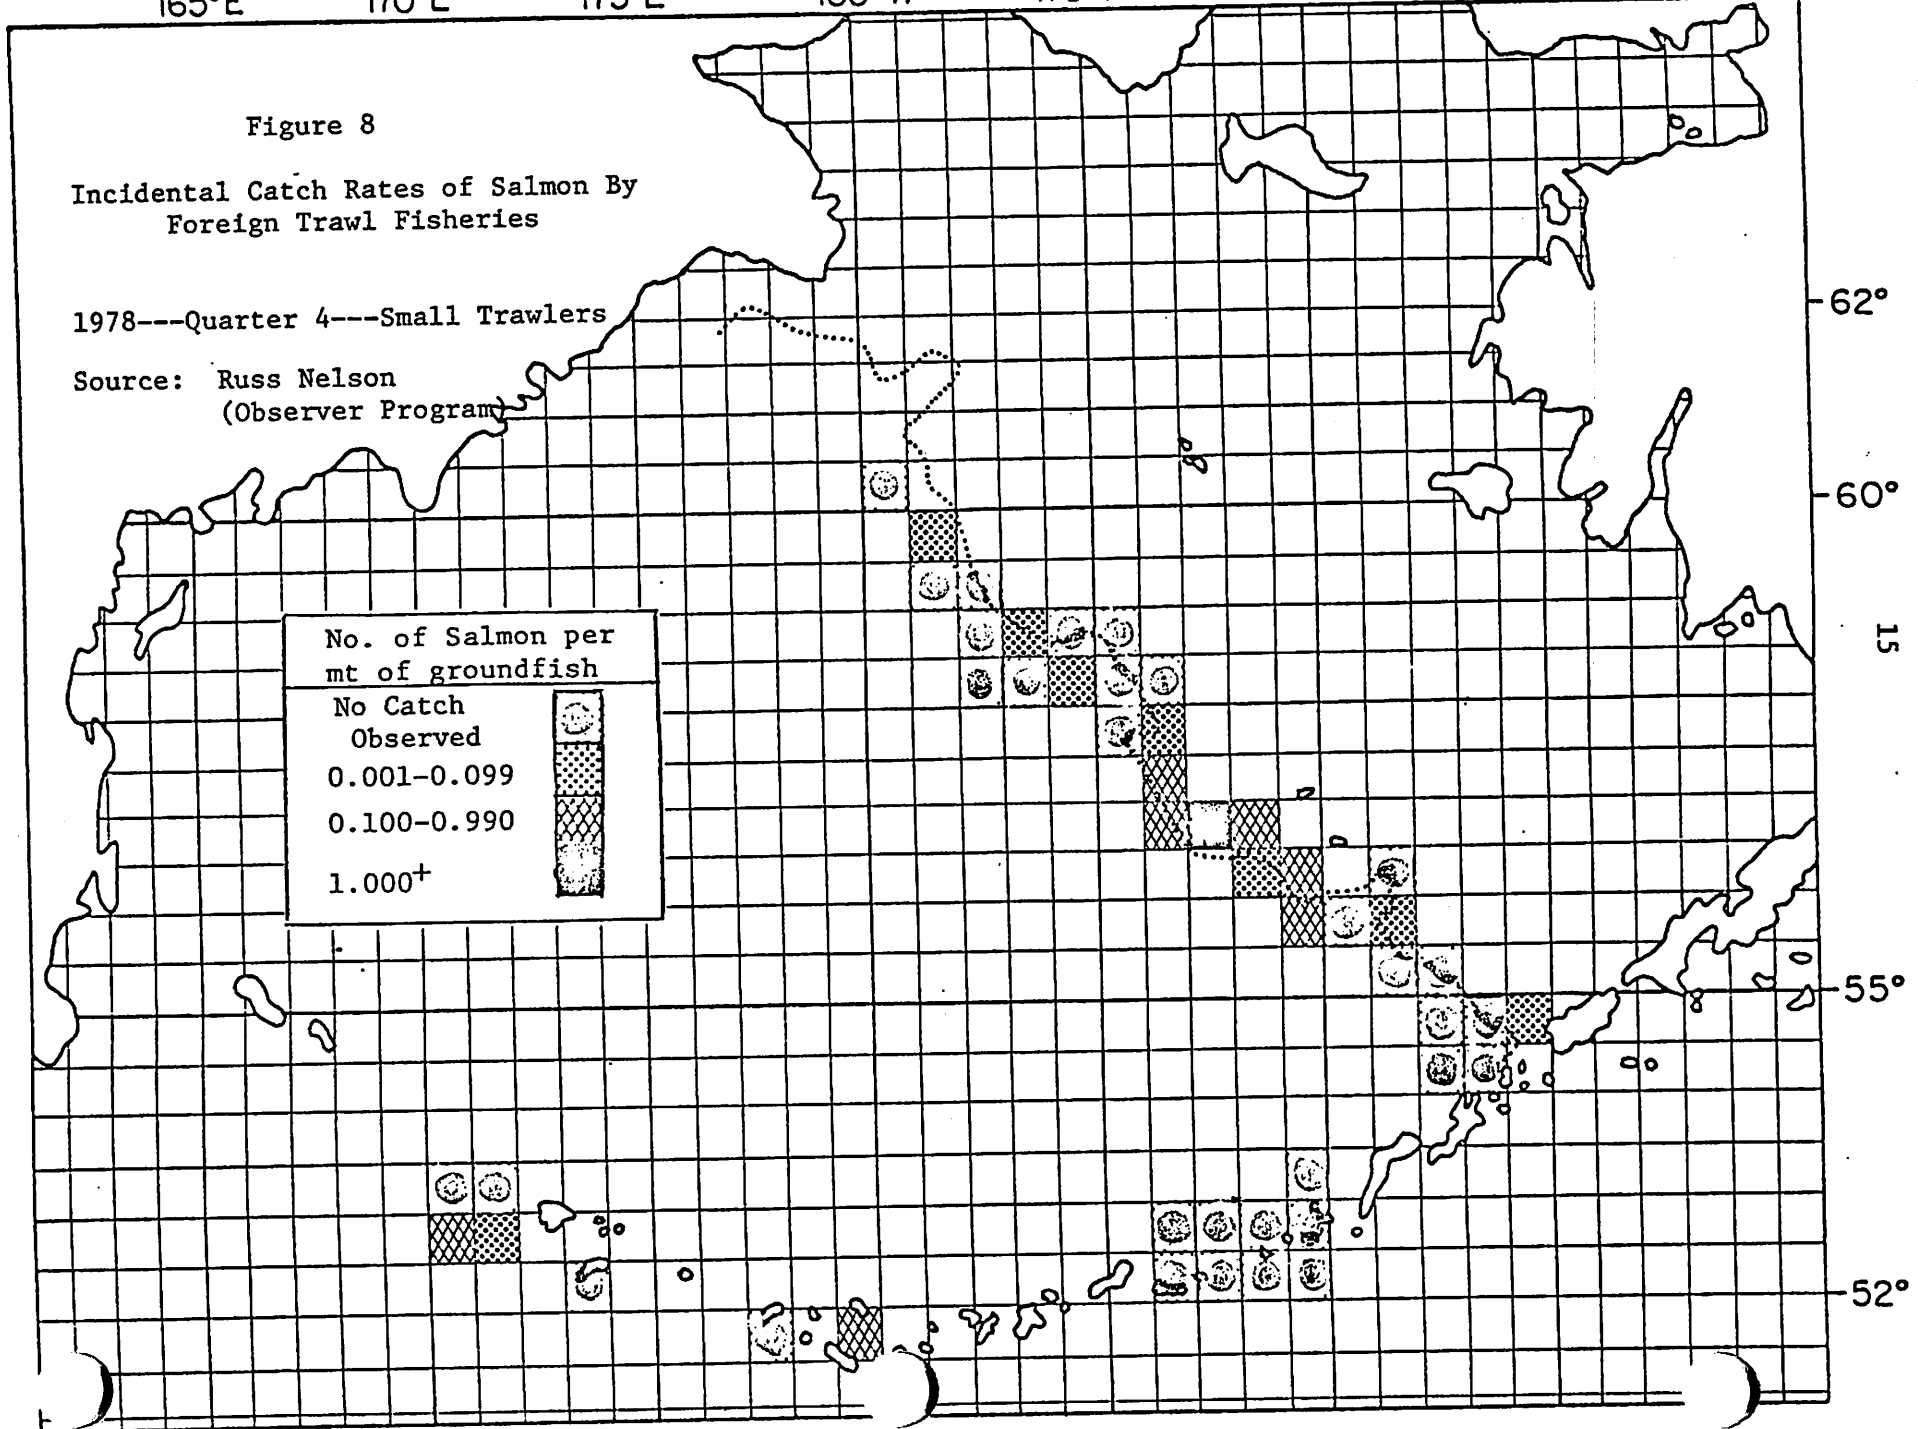 165°E 170°E 175°E
Figure 8
Incidental Catch Rates of Salmon By
Foreign Trawl Fisheries
1978---Quarter 4---Small Trawlers
Source: Russ Nelson
(Observer Program)
No. of Salmon per
mt of groundfish
No Catch
Observed
0.001-0.099
0.100-0.990
1.000+
62°
60°
15
55°
52°